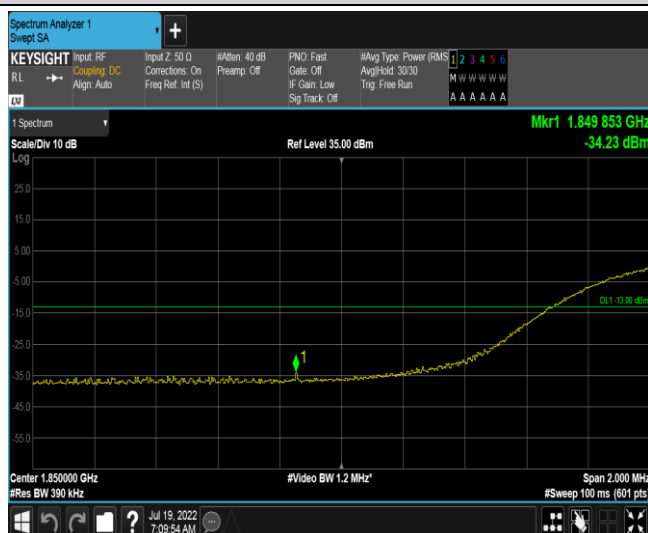 Spectrum Analyzer 1
Swept SA
+
KEYSIGHT
RL
LXI
Input: RF
Coupling: DC
Align: Auto
Input Z: 50 Ω
Corrections: On
Freq Ref: Int (S)
#Atten: 40 dB
Preamp: Off
PNO: Fast
Gate: Off
IF Gain: Low
Sig Track: Off
#Avg Type: Power (RMS
Avg|Hold: 30/30
Trig: Free Run
1 2 3 4 5 6
M W W W W W
A A A A A A
1 Spectrum
Scale/Div 10 dB
Ref Level 35.00 dBm
Mkr1 1.849 853 GHz
-34.23 dBm
Log
25.0
15.0
5.00
-5.00
DL1 -13.00 dBm
-15.0
-25.0
1
-35.0
-45.0
-55.0
Center 1.850000 GHz
#Video BW 1.2 MHz*
Span 2.000 MHz
#Res BW 390 kHz
#Sweep 100 ms (601 pts)
?
Jul 19, 2022
7:09:54 AM